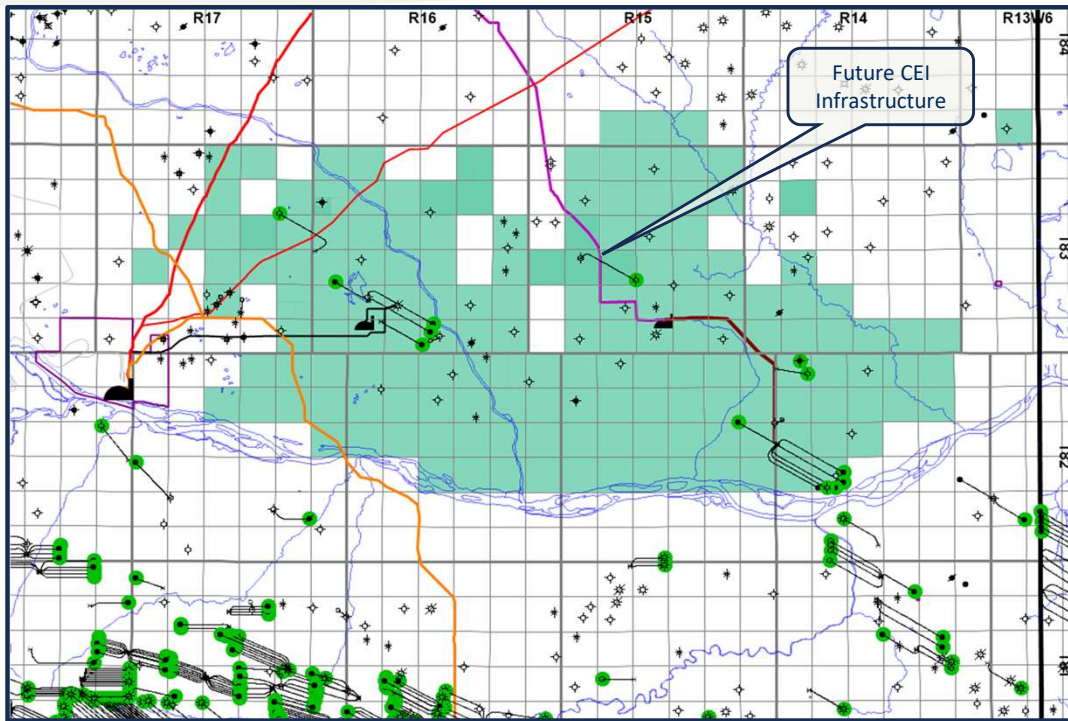 R17
R16
R15
R14
R13W6
T84
Future CEI
Infrastructure
T83
T82